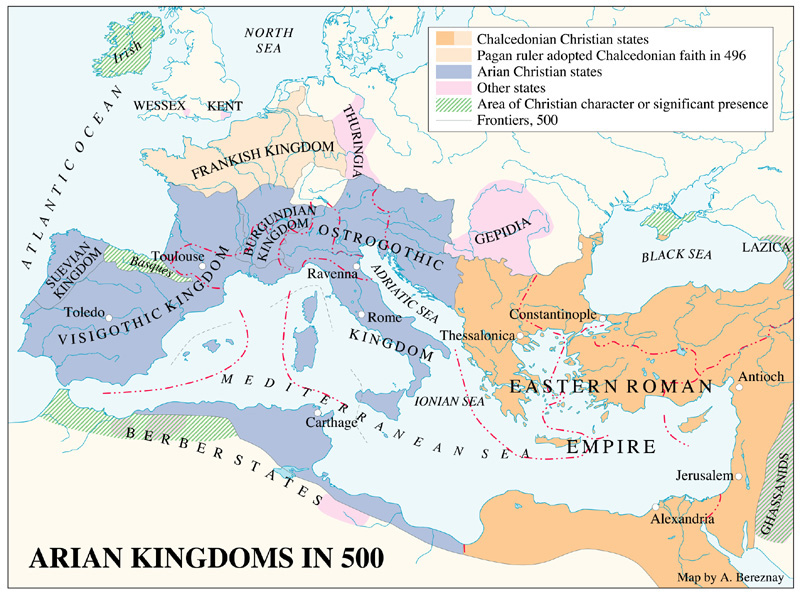 NORTH
SEA
Irish
Chalcedonian Christian states
Pagan ruler adopted Chalcedonian faith in 496
Arian Christian states
Other states
Area of Christian character or significant presence
Frontiers, 500
ATLANTIC OCEAN
WESSEX
KENT
THURINGIA
FRANKISH KINGDOM
BURGUNDIAN
KINGDOM
OSTROGOTHIC
GEPIDIA
BLACK SEA
LAZICA
SUEVIAN
KINGDOM
Basques
Toulouse
Ravenna
ADRIATIC SEA
Toledo
VISIGOTHIC KINGDOM
Rome
KINGDOM
Constantinople
Thessalonica
MEDITERRANEAN SEA
IONIAN SEA
EASTERN ROMAN
EMPIRE
Antioch
Carthage
BERBER STATES
Jerusalem
GHASSANIDS
Alexandria
ARIAN KINGDOMS IN 500
Map by A. Bereznay